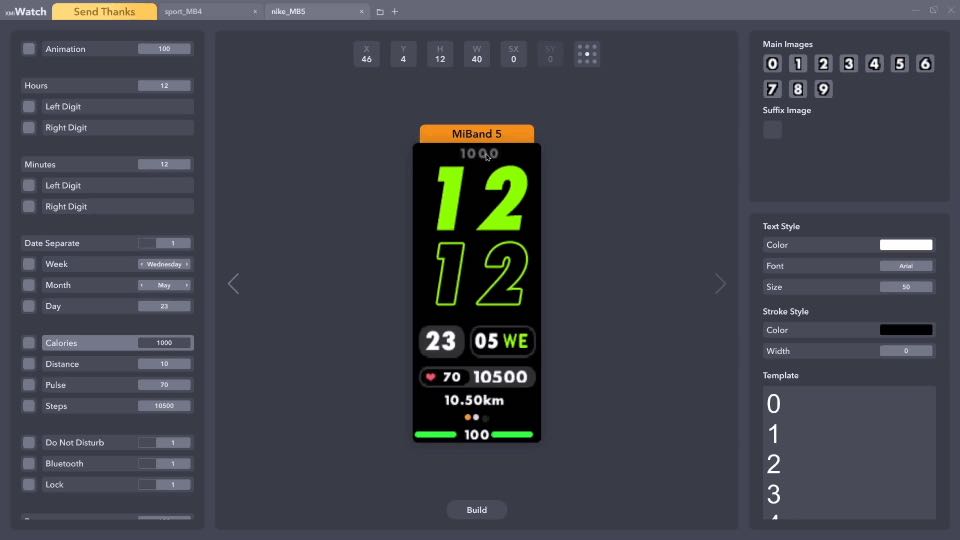 XMiWatch
Send Thanks
sport_MB4
nike_MB5
Animation 100
Hours 12
Left Digit
Right Digit
Minutes 12
Left Digit
Right Digit
Date Separate 1
Week Wednesday
Month May
Day 23
Calories 1000
Distance 10
Pulse 70
Steps 10500
Do Not Disturb 1
Bluetooth 1
Lock 1
X Y H W SX SY
46 4 12 40 0 0
MiBand 5
1000
12
12
23 05 WE
70 10500
10.50km
100
Build
Main Images
0 1 2 3 4 5 6
7 8 9
Suffix Image
Text Style
Color
Font Arial
Size 50
Stroke Style
Color
Width 0
Template
0
1
2
3